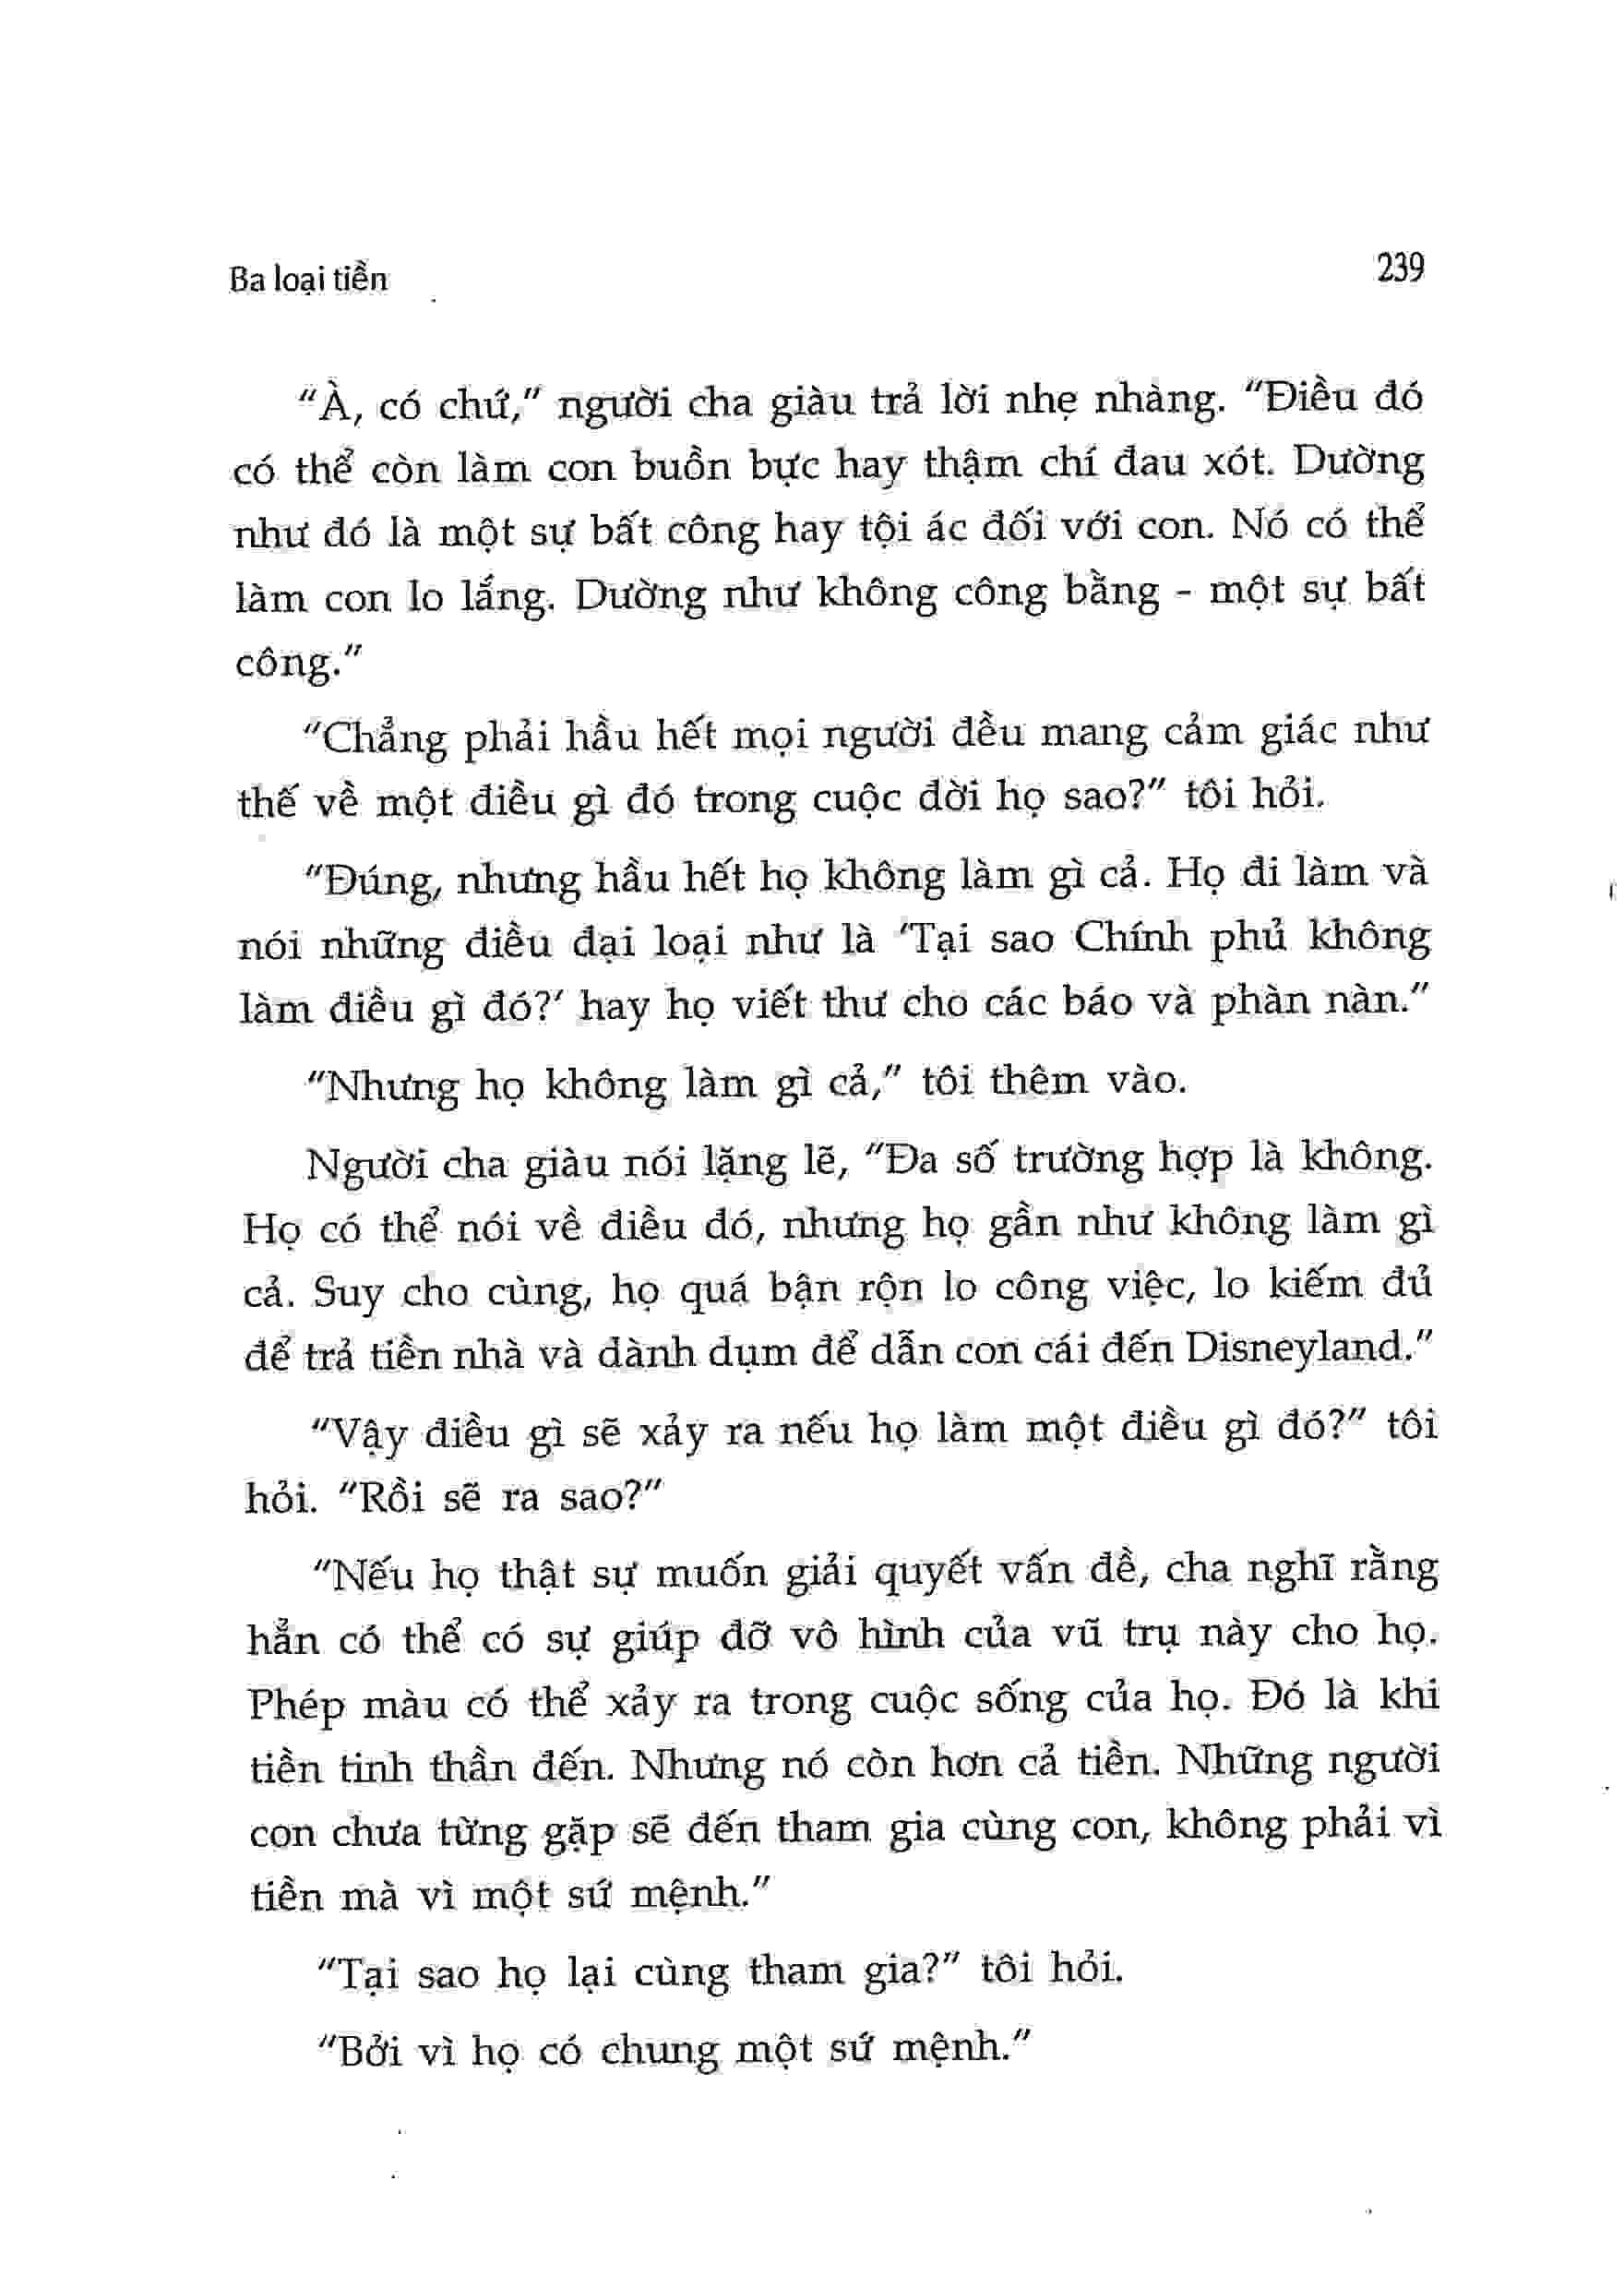 Ba loại tiền
239
"À, có chứ," người cha giàu trả lời nhẹ nhàng. "Điều đó
có thể còn làm con buồn bực hay thậm chí đau xót. Dường
như đó là một sự bất công hay tội ác đối với con. Nó có thể
làm con lo lắng. Dường như không công bằng - một sự bất
công."
"Chẳng phải hầu hết mọi người đều mang cảm giác như
thế về một điều gì đó trong cuộc đời họ sao?" tôi hỏi.
"Đúng, nhưng hầu hết họ không làm gì cả. Họ đi làm và
nói những điều đại loại như là 'Tại sao Chính phủ không
làm điều gì đó?' hay họ viết thư cho các báo và phàn nàn."
"Nhưng họ không làm gì cả," tôi thêm vào.
Người cha giàu nói lặng lẽ, "Đa số trường hợp là không.
Họ có thể nói về điều đó, nhưng họ gần như không làm gì
cả. Suy cho cùng, họ quá bận rộn lo công việc, lo kiếm đủ
để trả tiền nhà và dành dụm để dẫn con cái đến Disneyland."
"Vậy điều gì sẽ xảy ra nếu họ làm một điều gì đó?" tôi
hỏi. "Rồi sẽ ra sao?"
"Nếu họ thật sự muốn giải quyết vấn đề, cha nghĩ rằng
hẳn có thể có sự giúp đỡ vô hình của vũ trụ này cho họ.
Phép màu có thể xảy ra trong cuộc sống của họ. Đó là khi
tiền tinh thần đến. Nhưng nó còn hơn cả tiền. Những người
con chưa từng gặp sẽ đến tham gia cùng con, không phải vì
tiền mà vì một sứ mệnh."
"Tại sao họ lại cùng tham gia?" tôi hỏi.
"Bởi vì họ có chung một sứ mệnh."